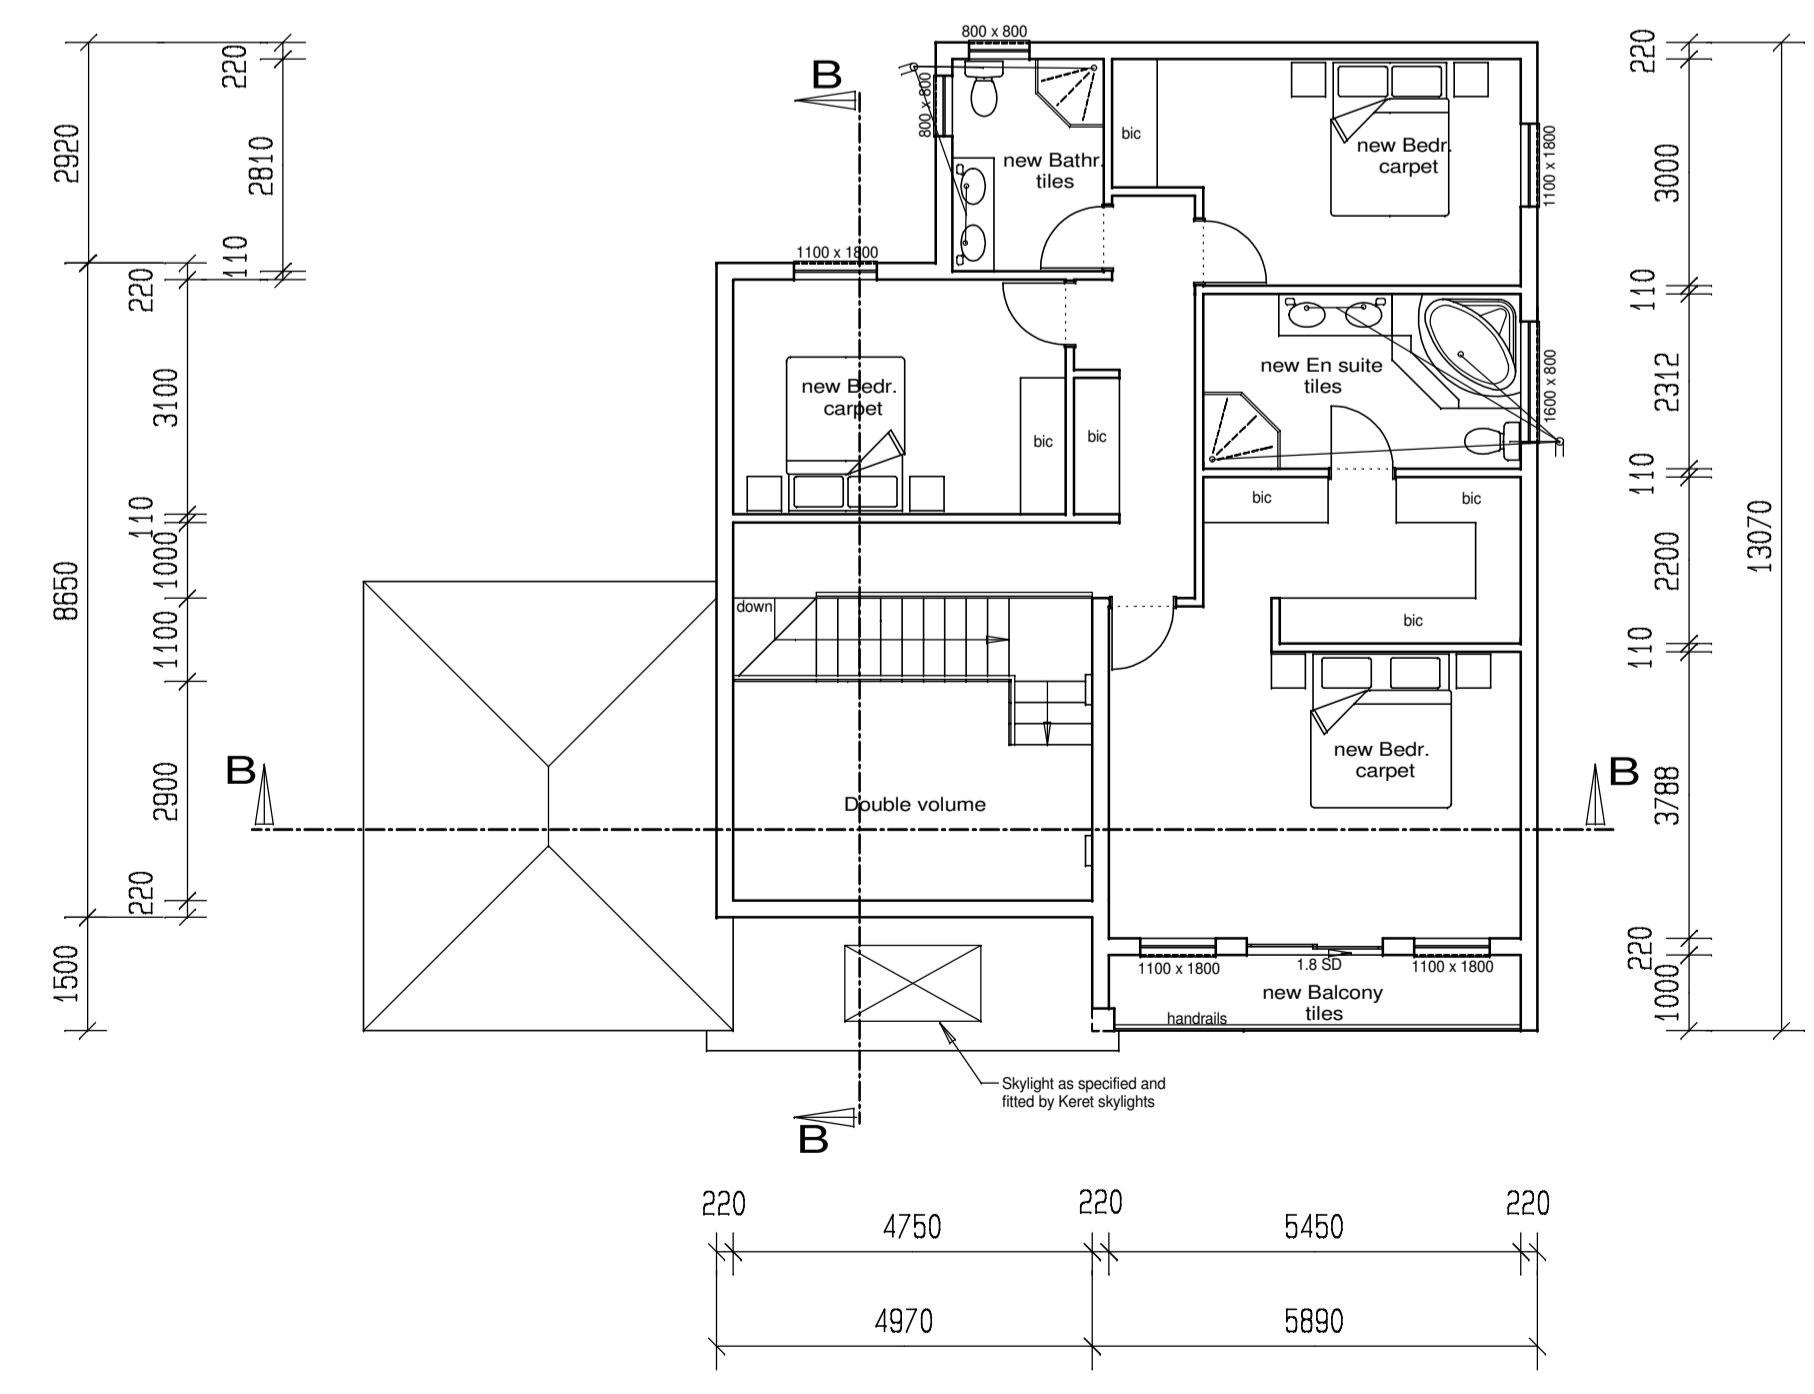 800 x 800
B
220
220
2920
2810
110
800 x 800
new Bathr.
tiles
bic
new Bedr.
carpet
1100 x 1800
3000
1100 x 1800
220
3100
110
1000
1100
2900
220
8650
1500
new Bedr.
carpet
bic
bic
new En suite
tiles
1600 x 800
110
2312
110
2200
110
3788
220
1000
13070
bic
bic
bic
down
new Bedr.
carpet
B
B
Double volume
1100 x 1800
1.8 SD
1100 x 1800
new Balcony
tiles
handrails
Skylight as specified and
fitted by Keret skylights
B
220
4750
220
5450
220
4970
5890